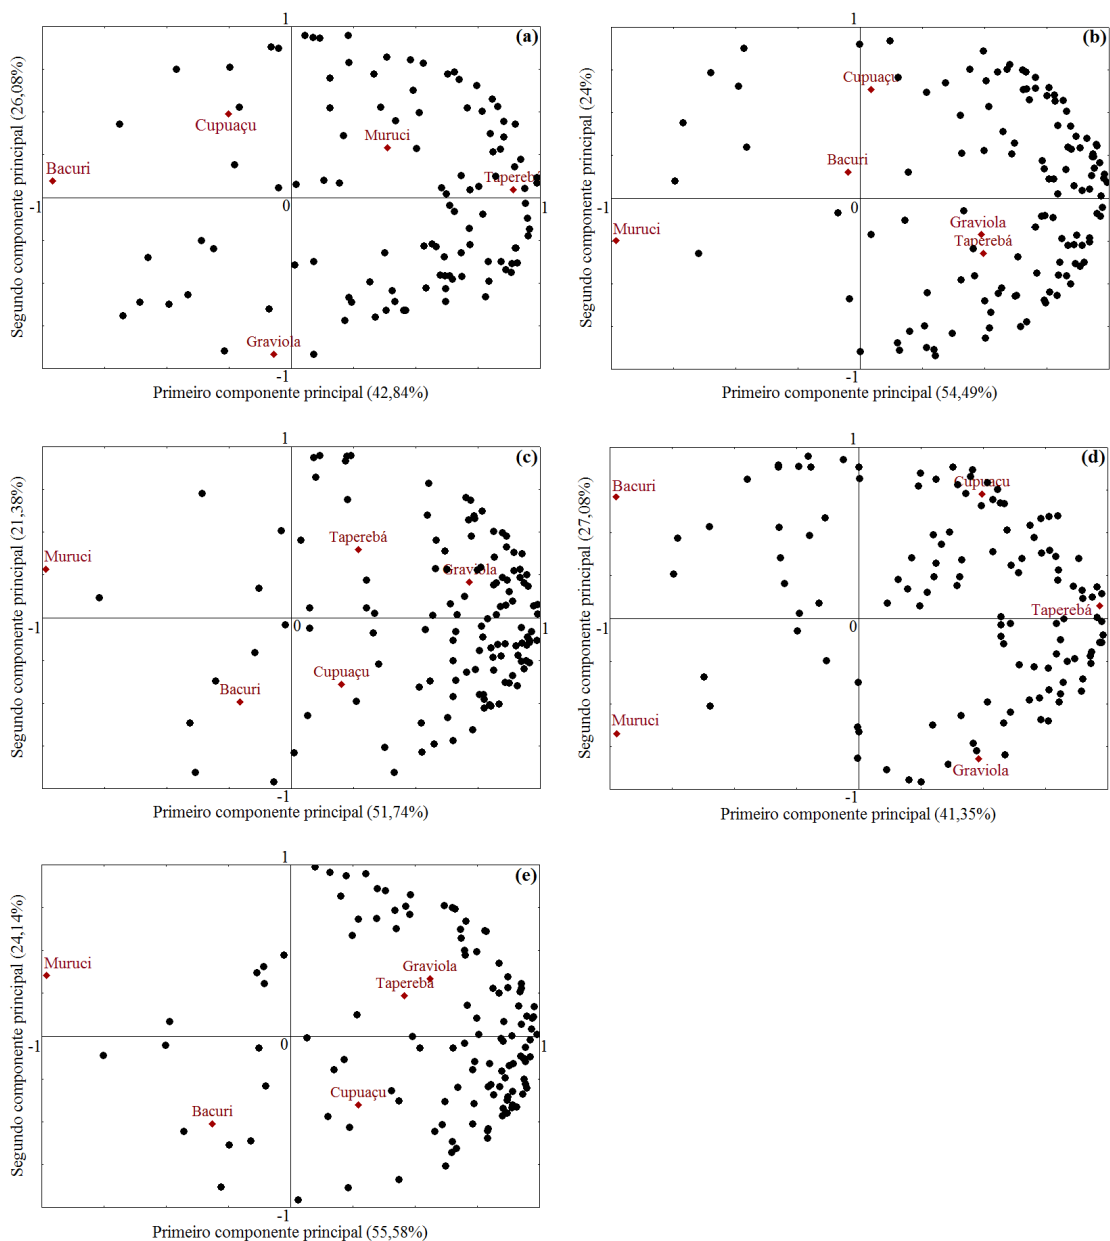 1
(a)
Cupuaçu
Muruci
Bacuri
Taperebá
-1
0
1
Graviola
-1
Segundo componente principal (26,08%)
Primeiro componente principal (42,84%)
1
(b)
Cupuaçu
Bacuri
-1
0
Graviola
Muruci
Taperebá
-1
Segundo componente principal (24%)
Primeiro componente principal (54,49%)
1
(c)
Taperebá
Muruci
Graviola
-1
0
1
Cupuaçu
Bacuri
-1
Segundo componente principal (21,38%)
Primeiro componente principal (51,74%)
1
(d)
Cupuaçu
Bacuri
Taperebá
-1
0
Muruci
Graviola
-1
Segundo componente principal (27,08%)
Primeiro componente principal (41,35%)
1
(e)
Muruci
Graviola
Taperebá
-1
0
1
Cupuaçu
Bacuri
-1
Segundo componente principal (24,14%)
Primeiro componente principal (55,58%)